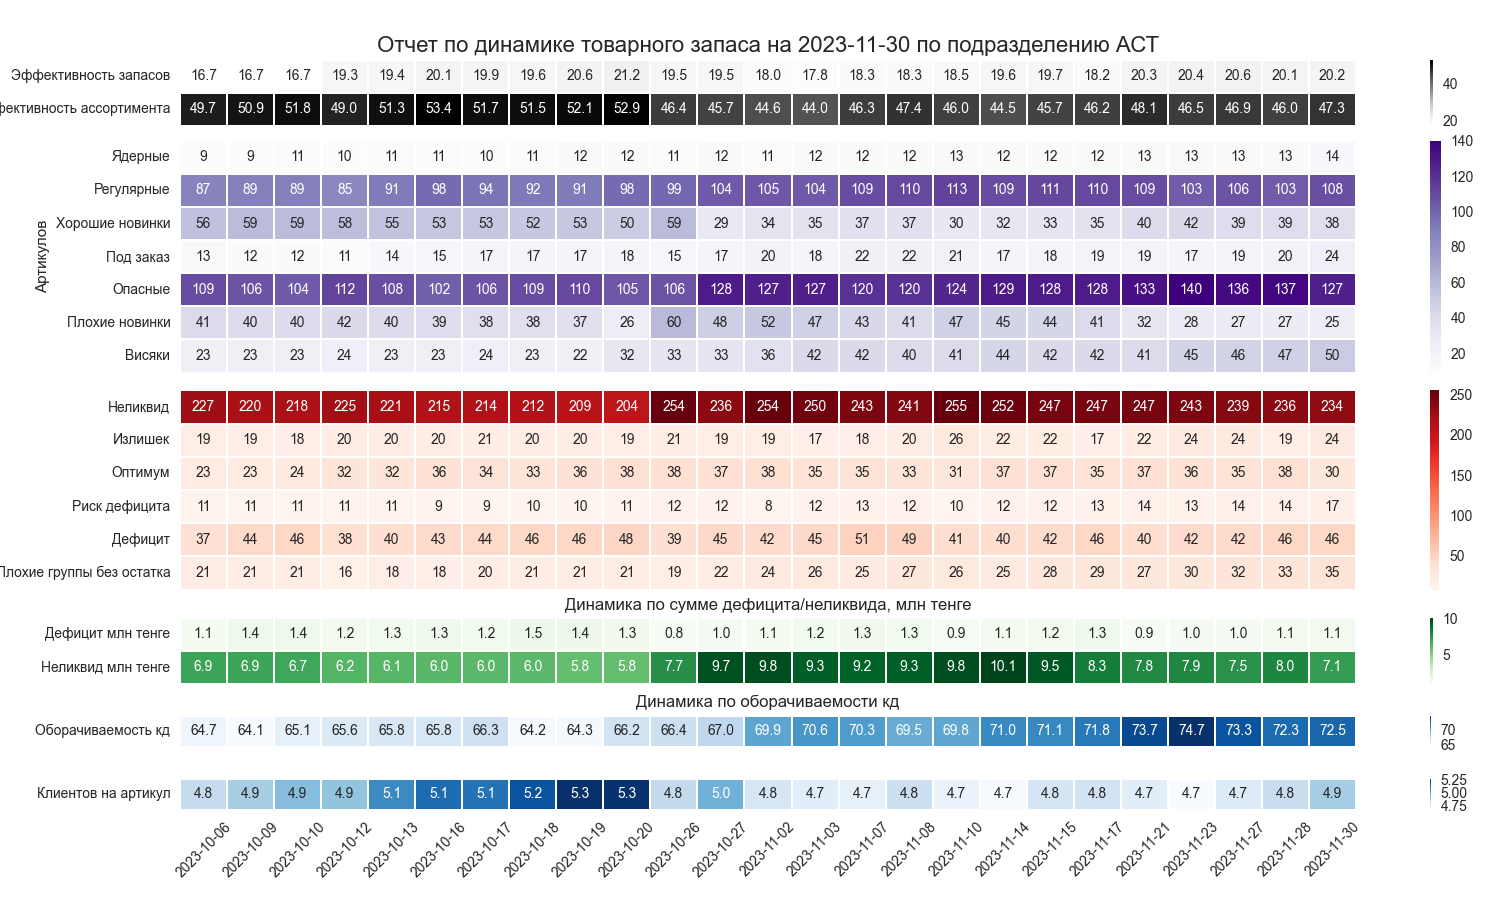 Отчет по динамике товарного запаса на 2023-11-30 по подразделению АСТ
Эффективность запасов 16.7 16.7 16.7 19.3 19.4 20.1 19.9 19.6 20.6 21.2 19.5 19.5 18.0 17.8 18.3 18.3 18.5 19.6 19.7 18.2 20.3 20.4 20.6 20.1 20.2
фективность ассортимента 49.7 50.9 51.8 49.0 51.3 53.4 51.7 51.5 52.1 52.9 46.4 45.7 44.6 44.0 46.3 47.4 46.0 44.5 45.7 46.2 48.1 46.5 46.9 46.0 47.3
40
20
Артикулов
Ядерные 9 9 11 10 11 11 10 11 12 12 11 12 11 12 12 12 13 12 12 12 13 13 13 13 14
Регулярные 87 89 89 85 91 98 94 92 91 98 99 104 105 104 109 110 113 109 111 110 109 103 106 103 108
Хорошие новинки 56 59 59 58 55 53 53 52 53 50 59 29 34 35 37 37 30 32 33 35 40 42 39 39 38
Под заказ 13 12 12 11 14 15 17 17 17 18 15 17 20 18 22 22 21 17 18 19 19 17 19 20 24
Опасные 109 106 104 112 108 102 106 109 110 105 106 128 127 127 120 120 124 129 128 128 133 140 136 137 127
Плохие новинки 41 40 40 42 40 39 38 38 37 26 60 48 52 47 43 41 47 45 44 41 32 28 27 27 25
Висяки 23 23 23 24 23 23 24 23 22 32 33 33 36 42 42 40 41 44 42 42 41 45 46 47 50
140
120
100
80
60
40
20
Неликвид 227 220 218 225 221 215 214 212 209 204 254 236 254 250 243 241 255 252 247 247 247 243 239 236 234
Излишек 19 19 18 20 20 20 21 20 20 19 21 19 19 17 18 20 26 22 22 17 22 24 24 19 24
Оптимум 23 23 24 32 32 36 34 33 36 38 38 37 38 35 35 33 31 37 37 35 37 36 35 38 30
Риск дефицита 11 11 11 11 11 9 9 10 10 11 12 12 8 12 13 12 10 12 12 13 14 13 14 14 17
Дефицит 37 44 46 38 40 43 44 46 46 48 39 45 42 45 51 49 41 40 42 46 40 42 42 46 46
Плохие группы без остатка 21 21 21 16 18 18 20 21 21 21 19 22 24 26 25 27 26 25 28 29 27 30 32 33 35
250
200
150
100
50
Динамика по сумме дефицита/неликвида, млн тенге
Дефицит млн тенге 1.1 1.4 1.4 1.2 1.3 1.3 1.2 1.5 1.4 1.3 0.8 1.0 1.1 1.2 1.3 1.3 0.9 1.1 1.2 1.3 0.9 1.0 1.0 1.1 1.1
Неликвид млн тенге 6.9 6.9 6.7 6.2 6.1 6.0 6.0 6.0 5.8 5.8 7.7 9.7 9.8 9.3 9.2 9.3 9.8 10.1 9.5 8.3 7.8 7.9 7.5 8.0 7.1
10
5
Динамика по оборачиваемости кд
Оборачиваемость кд 64.7 64.1 65.1 65.6 65.8 65.8 66.3 64.2 64.3 66.2 66.4 67.0 69.9 70.6 70.3 69.5 69.8 71.0 71.1 71.8 73.7 74.7 73.3 72.3 72.5
70
65
Клиентов на артикул 4.8 4.9 4.9 4.9 5.1 5.1 5.1 5.2 5.3 5.3 4.8 5.0 4.8 4.7 4.7 4.8 4.7 4.7 4.8 4.8 4.7 4.7 4.7 4.8 4.9
5.25
5.00
4.75
2023-10-06 2023-10-09 2023-10-10 2023-10-12 2023-10-13 2023-10-16 2023-10-17 2023-10-18 2023-10-19 2023-10-20 2023-10-26 2023-10-27 2023-11-02 2023-11-03 2023-11-07 2023-11-08 2023-11-10 2023-11-14 2023-11-15 2023-11-17 2023-11-21 2023-11-23 2023-11-27 2023-11-28 2023-11-30